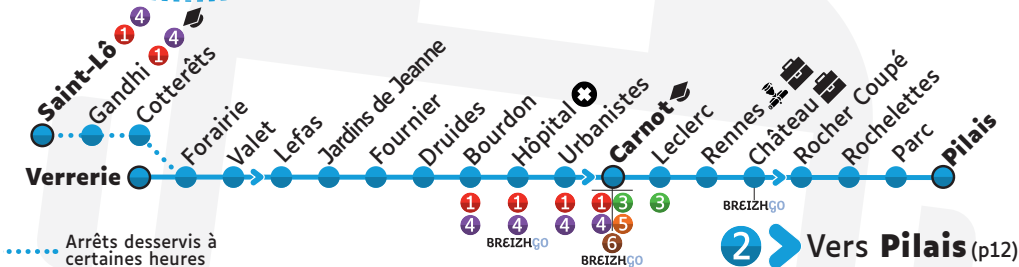 4
1
Saint-Lô
4
1
Gandhi
Cotterêts
Verrerie
Forairie
Valet
Lefas
Jardins de Jeanne
Fournier
Druides
Bourdon
Hôpital
Urbanistes
Carnot
Leclerc
Rennes
Château
Rocher Coupé
Rochelettes
Parc
Pilais
1 1 1 1 3 3
4 4 4 4 5
6
BREIZHGO
BREIZHGO
BREIZHGO
Arrêts desservis à
certaines heures
2 Vers Pilais (p12)